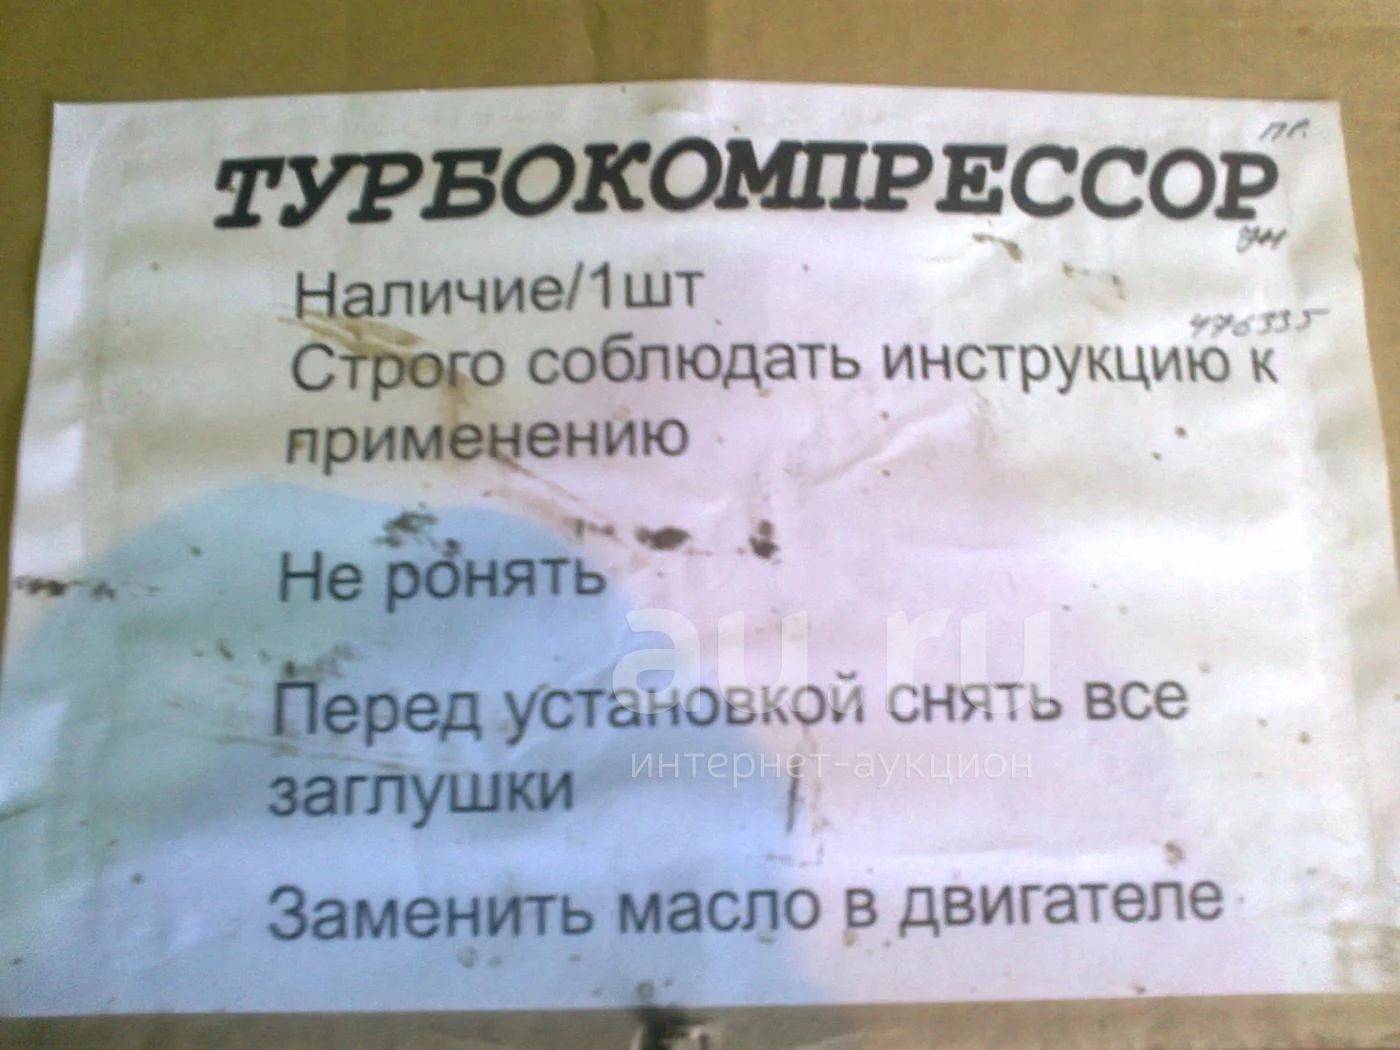 ТУРБОКОМПРЕССОР
Наличие/1шт
476335
Строго соблюдать инструкцию к
применению
Не ронять
au.ru
Перед установкой снять все
интернет-аукцион
заглушки
Заменить масло в двигателе